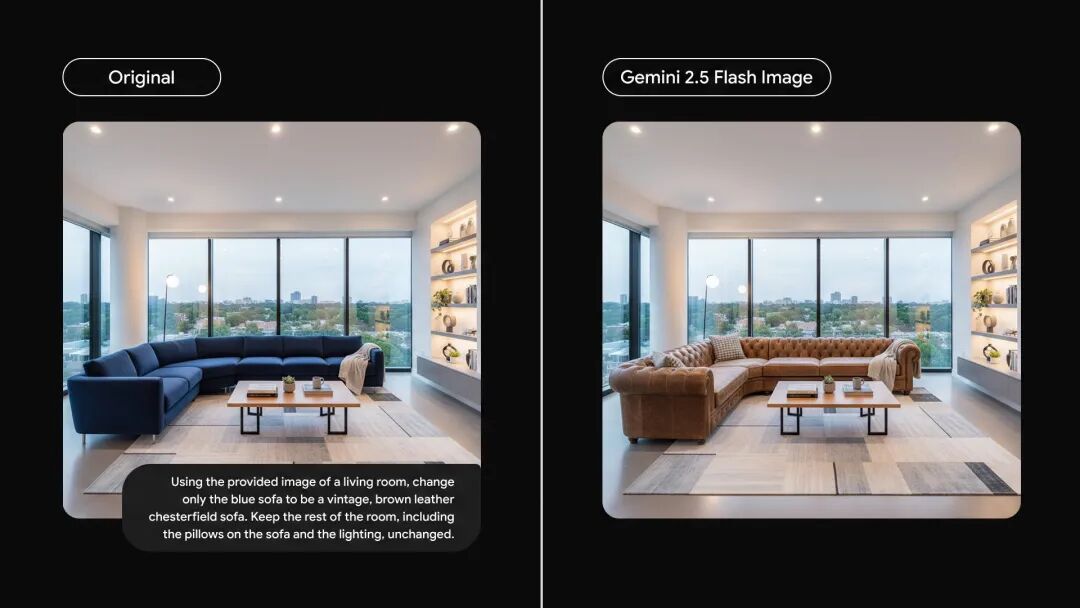 Original
Gemini 2.5 Flash Image
Using the provided image of a living room, change
only the blue sofa to be a vintage, brown leather
chesterfield sofa. Keep the rest of the room, including
the pillows on the sofa and the lighting, unchanged.